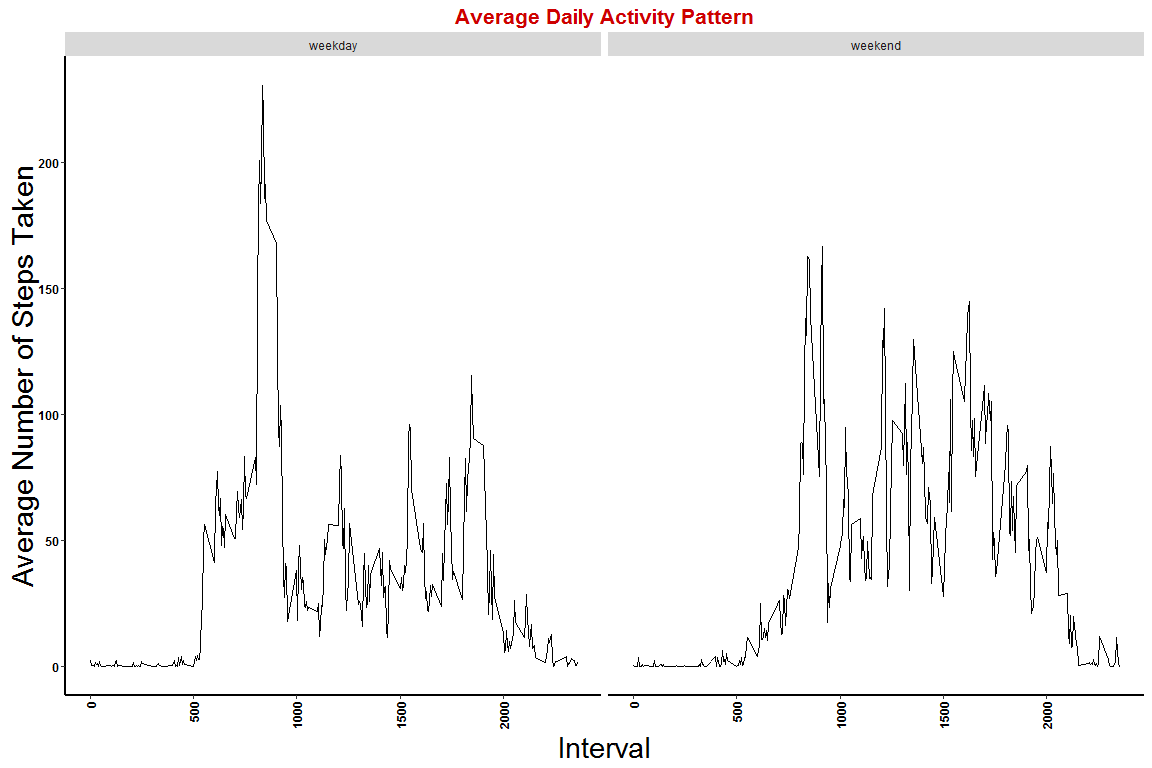 Average Daily Activity Pattern
weekday weekend
Average Number of Steps Taken
200
150
100
50
0
0 500 1000 1500 2000 0 500 1000 1500 2000
Interval